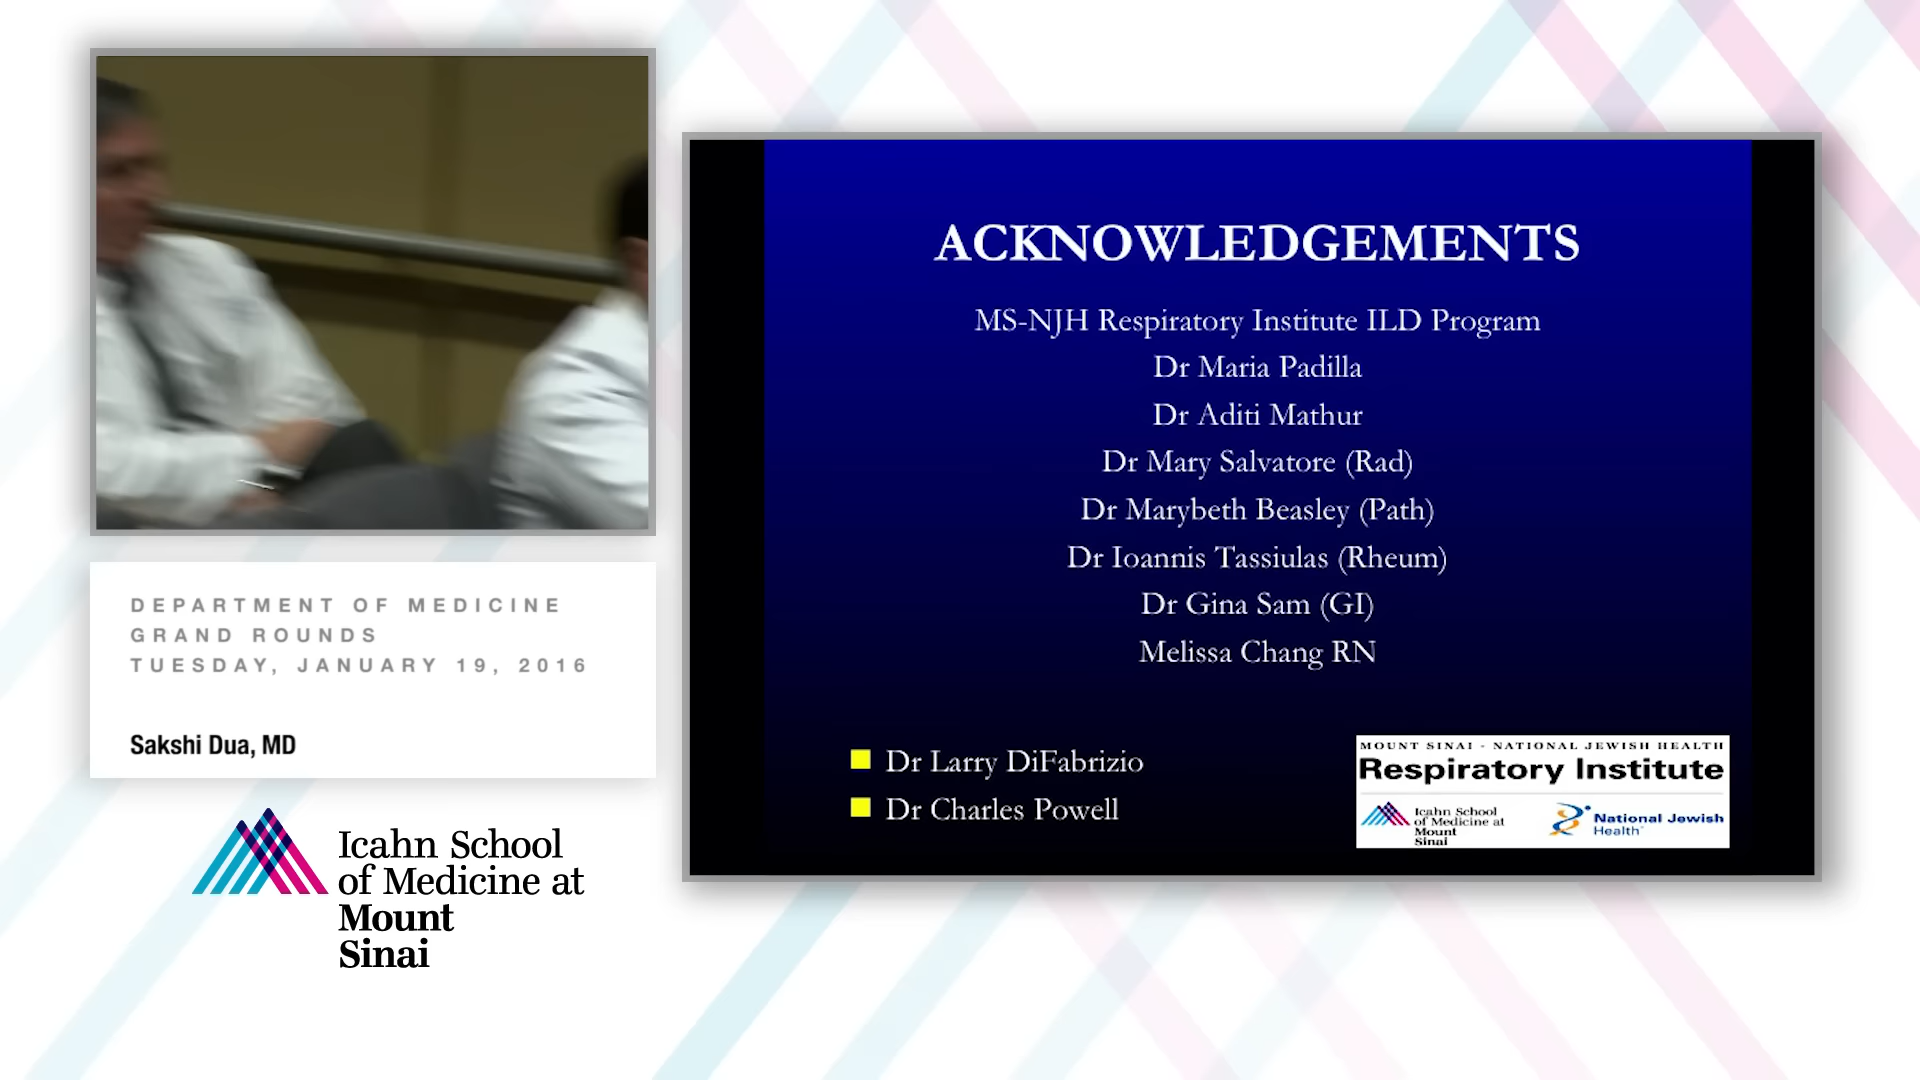 DEPARTMENT OF MEDICINE
GRAND ROUNDS
TUESDAY, JANUARY 19, 2016
Sakshi Dua, MD
Icahn School
of Medicine at
Mount
Sinai
ACKNOWLEDGEMENTS
MS-NJH Respiratory Institute ILD Program
Dr Maria Padilla
Dr Aditi Mathur
Dr Mary Salvatore (Rad)
Dr Marybeth Beasley (Path)
Dr Ioannis Tassiulas (Rheum)
Dr Gina Sam (GI)
Melissa Chang RN
Dr Larry DiFabrizio
Dr Charles Powell
MOUNT SINAI - NATIONAL JEWISH HEALTH
Respiratory Institute
Icahn School
of Medicine at
Mount
Sinai
National Jewish
Health™